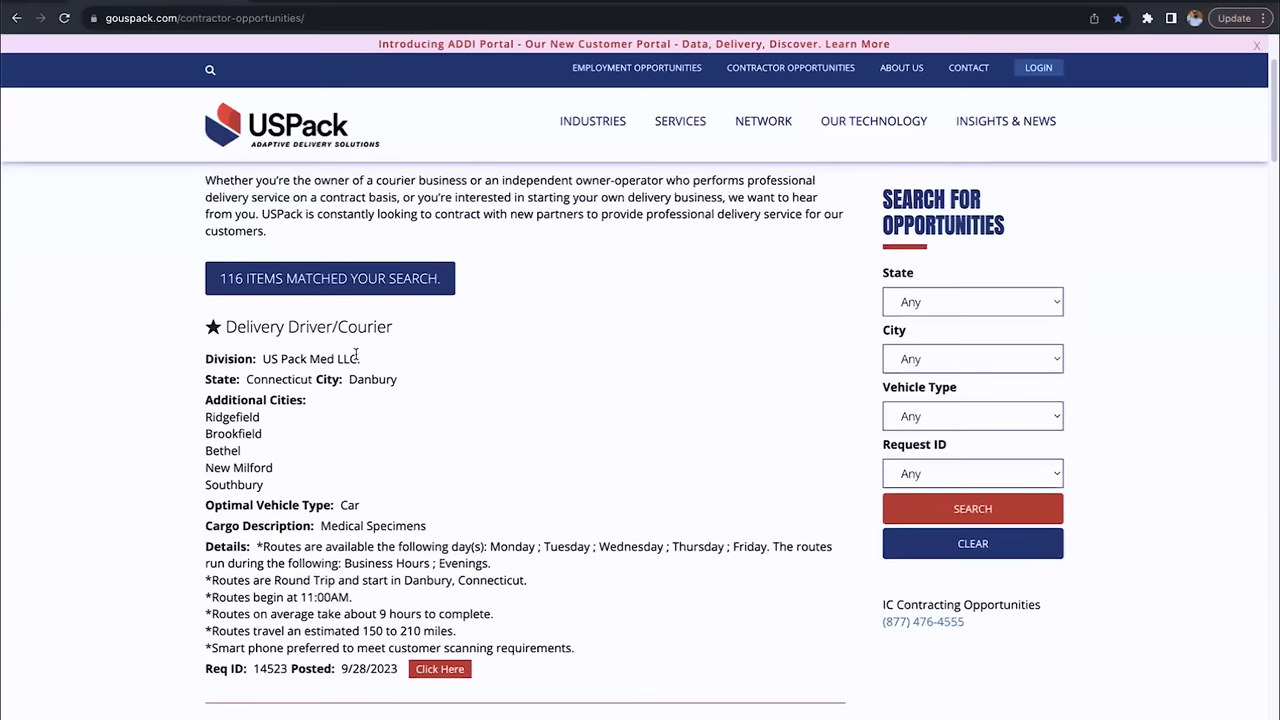 gouspack.com/contractor-opportunities/
Update
Introducing ADDI Portal - Our New Customer Portal - Data, Delivery, Discover. Learn More
X
EMPLOYMENT OPPORTUNITIES
CONTRACTOR OPPORTUNITIES
ABOUT US
CONTACT
LOGIN
USPack
ADAPTIVE DELIVERY SOLUTIONS
INDUSTRIES
SERVICES
NETWORK
OUR TECHNOLOGY
INSIGHTS & NEWS
Whether you're the owner of a courier business or an independent owner-operator who performs professional
delivery service on a contract basis, or you're interested in starting your own delivery business, we want to hear
from you. USPack is constantly looking to contract with new partners to provide professional delivery service for our
customers.
116 ITEMS MATCHED YOUR SEARCH.
★ Delivery Driver/Courier
Division: US Pack Med LLC.
State: Connecticut City: Danbury
Additional Cities:
Ridgefield
Brookfield
Bethel
New Milford
Southbury
Optimal Vehicle Type: Car
Cargo Description: Medical Specimens
Details: *Routes are available the following day(s): Monday ; Tuesday ; Wednesday ; Thursday ; Friday. The routes
run during the following: Business Hours ; Evenings.
*Routes are Round Trip and start in Danbury, Connecticut.
*Routes begin at 11:00AM.
*Routes on average take about 9 hours to complete.
*Routes travel an estimated 150 to 210 miles.
*Smart phone preferred to meet customer scanning requirements.
Req ID: 14523 Posted: 9/28/2023 Click Here
SEARCH FOR
OPPORTUNITIES
State
Any
City
Any
Vehicle Type
Any
Request ID
Any
SEARCH
CLEAR
IC Contracting Opportunities
(877) 476-4555